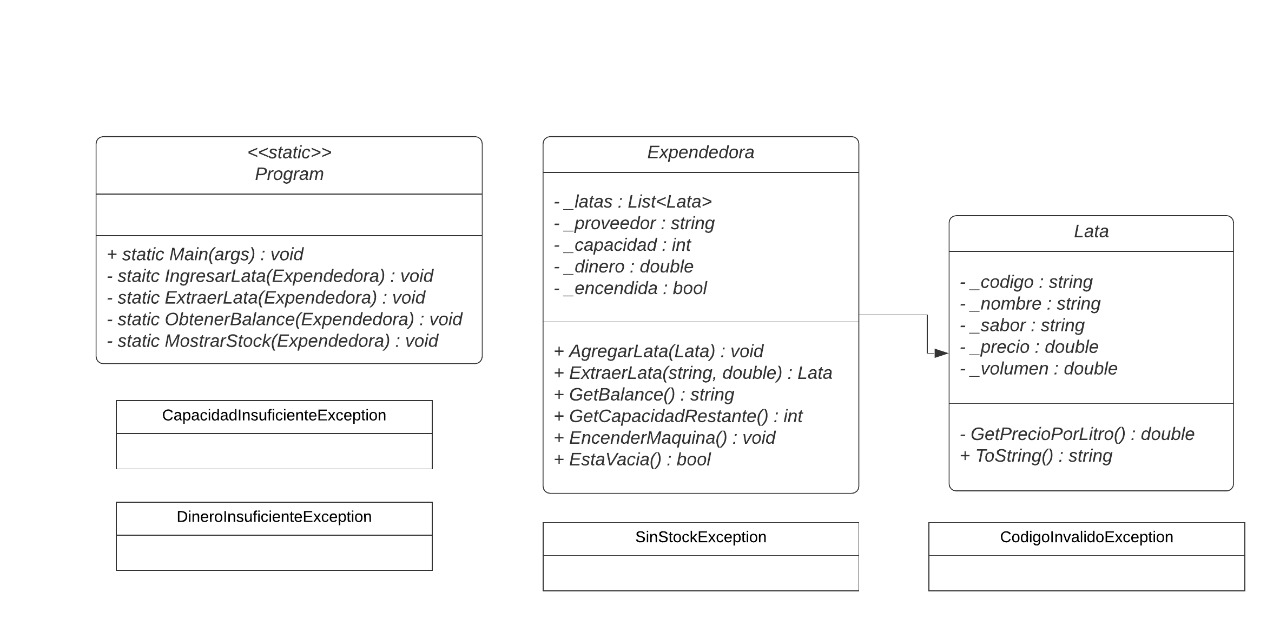 <<static>>
Program
+ static Main(args) : void
- staitc IngresarLata(Expendedora) : void
- static ExtraerLata(Expendedora) : void
- static ObtenerBalance(Expendedora) : void
- static MostrarStock(Expendedora) : void
CapacidadInsuficienteException
DineroInsuficienteException
Expendedora
- _latas : List<Lata>
- _proveedor : string
- _capacidad : int
- _dinero : double
- _encendida : bool
+ AgregarLata(Lata) : void
+ ExtraerLata(string, double) : Lata
+ GetBalance() : string
+ GetCapacidadRestante() : int
+ EncenderMaquina() : void
+ EstaVacia() : bool
SinStockException
Lata
- _codigo : string
- _nombre : string
- _sabor : string
- _precio : double
- _volumen : double
- GetPrecioPorLitro() : double
+ ToString() : string
CodigoInvalidoException